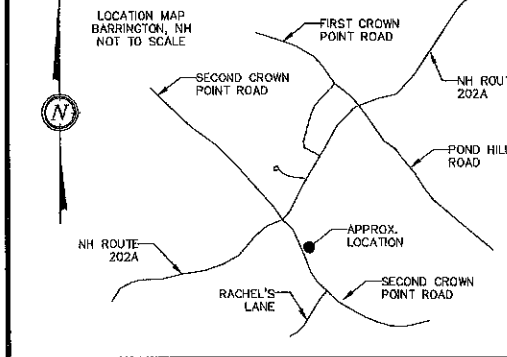 LOCATION MAP
BARRINGTON, NH
NOT TO SCALE
FIRST CROWN
POINT ROAD
SECOND CROWN
POINT ROAD
NH ROUT
202A
N
POND HILL
ROAD
APPROX.
LOCATION
NH ROUTE
202A
SECOND CROWN
POINT ROAD
RACHEL'S
LANE